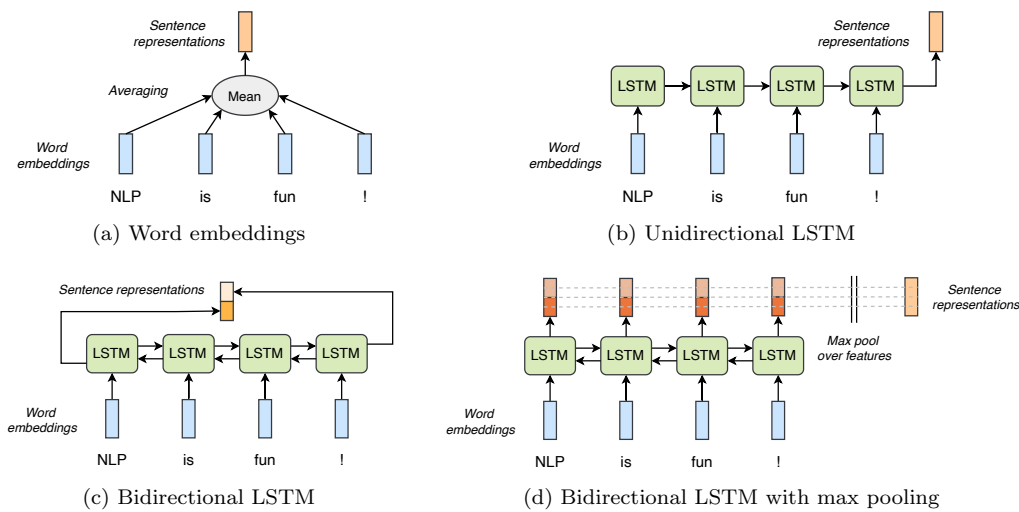 Sentence
representations
Averaging
Mean
Word
embeddings
NLP is fun !
(a) Word embeddings
Sentence
representations
LSTM LSTM LSTM LSTM
Word
embeddings
NLP is fun !
(b) Unidirectional LSTM
Sentence representations
LSTM LSTM LSTM LSTM
Word
embeddings
NLP is fun !
(c) Bidirectional LSTM
Sentence
representations
Max pool
over features
LSTM LSTM LSTM LSTM
Word
embeddings
NLP is fun !
(d) Bidirectional LSTM with max pooling